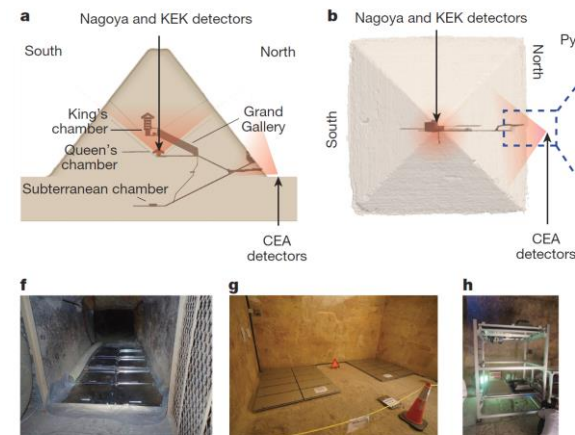 a
Nagoya and KEK detectors
South
North
King's
chamber
Grand
Gallery
Queen's
chamber
Subterranean chamber
CEA
detectors
b
Nagoya and KEK detectors
Py
North
South
CEA
detectors
f
g
h